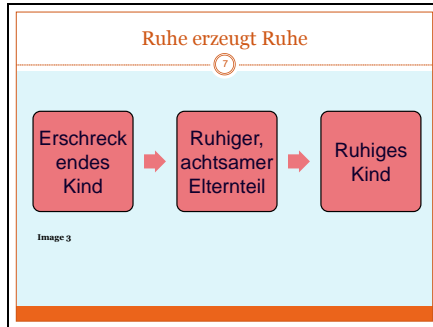 Ruhe erzeugt Ruhe
7
Erschreck
endes
Kind
Ruhiger,
achtsamer
Elternteil
Ruhiges
Kind
Image 3